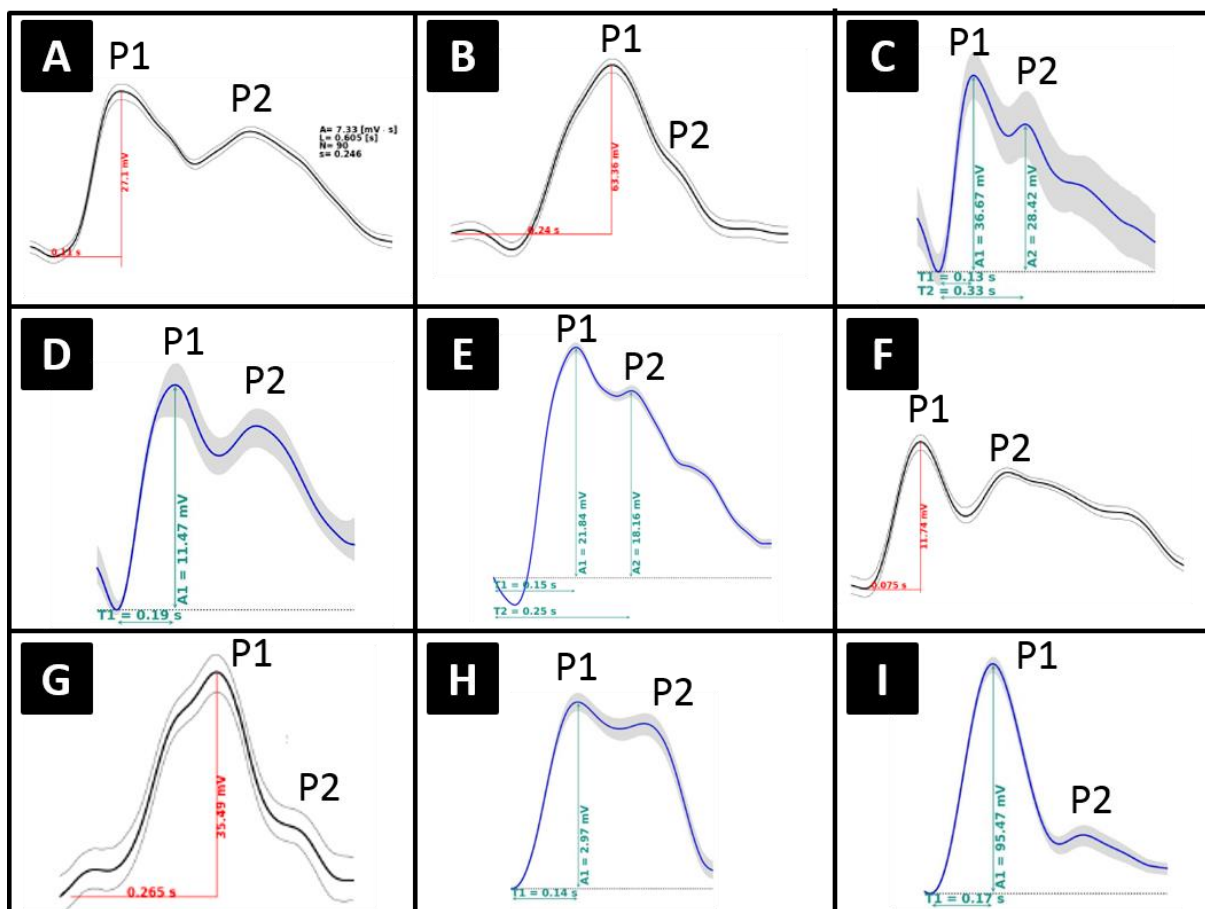 A
P1
P2
27.1 mV
0.11 s
A= 7.33 [mV · s]
L= 0.605 [s]
N= 90
s= 0.246
B
P1
P2
63.36 mV
0.24 s
C
P1
P2
A1 = 36.67 mV
A2 = 28.42 mV
T1 = 0.13 s
T2 = 0.33 s
D
P1
P2
A1 = 11.47 mV
T1 = 0.19 s
E
P1
P2
A1 = 21.84 mV
A2 = 18.16 mV
T1 = 0.15 s
T2 = 0.25 s
F
P1
P2
11.74 mV
0.075 s
G
P1
P2
35.49 mV
0.265 s
H
P1
P2
A1 = 2.97 mV
T1 = 0.14 s
I
P1
P2
A1 = 95.47 mV
T1 = 0.17 s